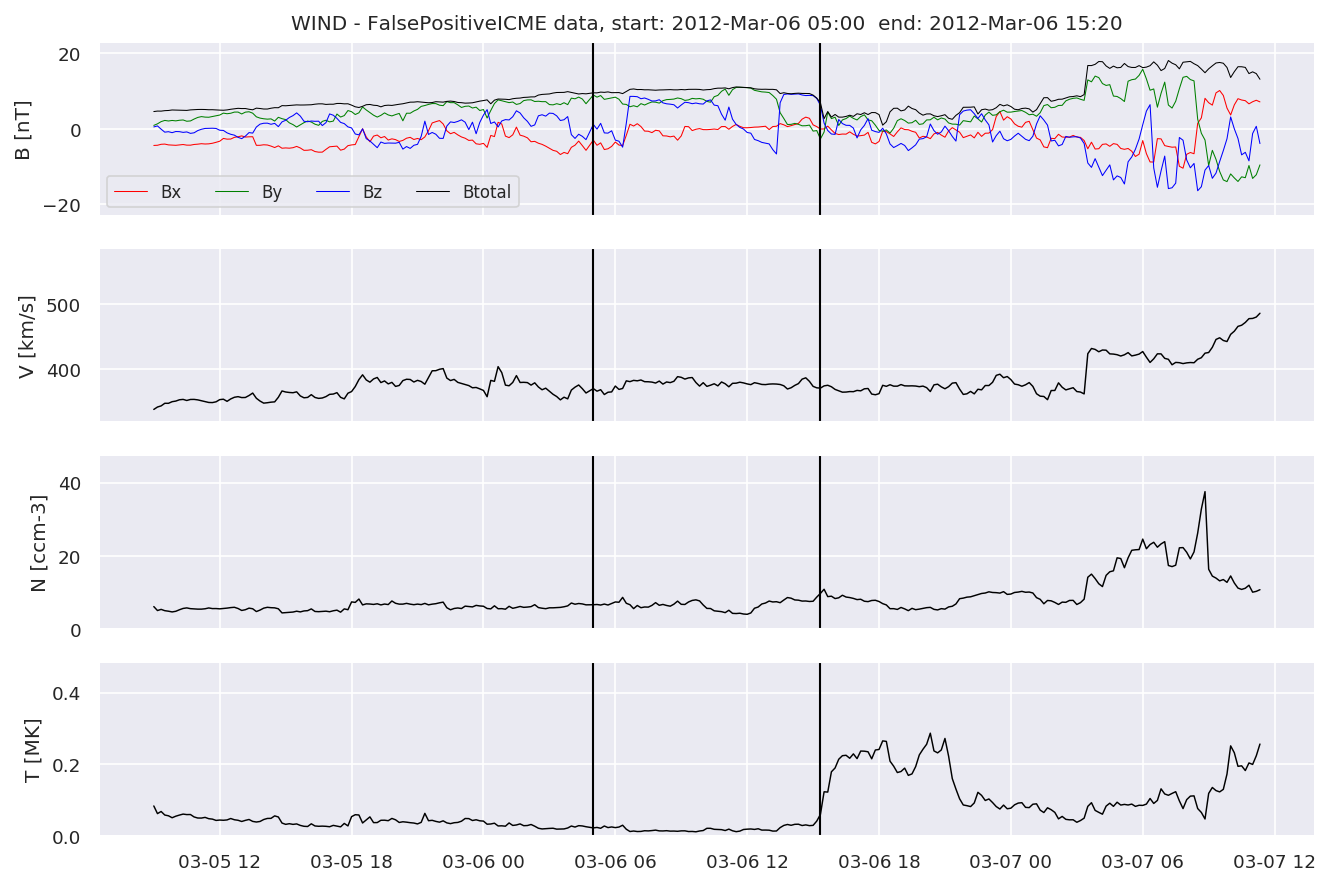 WIND - FalsePositiveICME data, start: 2012-Mar-06 05:00  end: 2012-Mar-06 15:20
B [nT]
20
0
−20
Bx By Bz Btotal
V [km/s]
500
400
N [ccm-3]
40
20
0
T [MK]
0.4
0.2
0.0
03-05 12 03-05 18 03-06 00 03-06 06 03-06 12 03-06 18 03-07 00 03-07 06 03-07 12